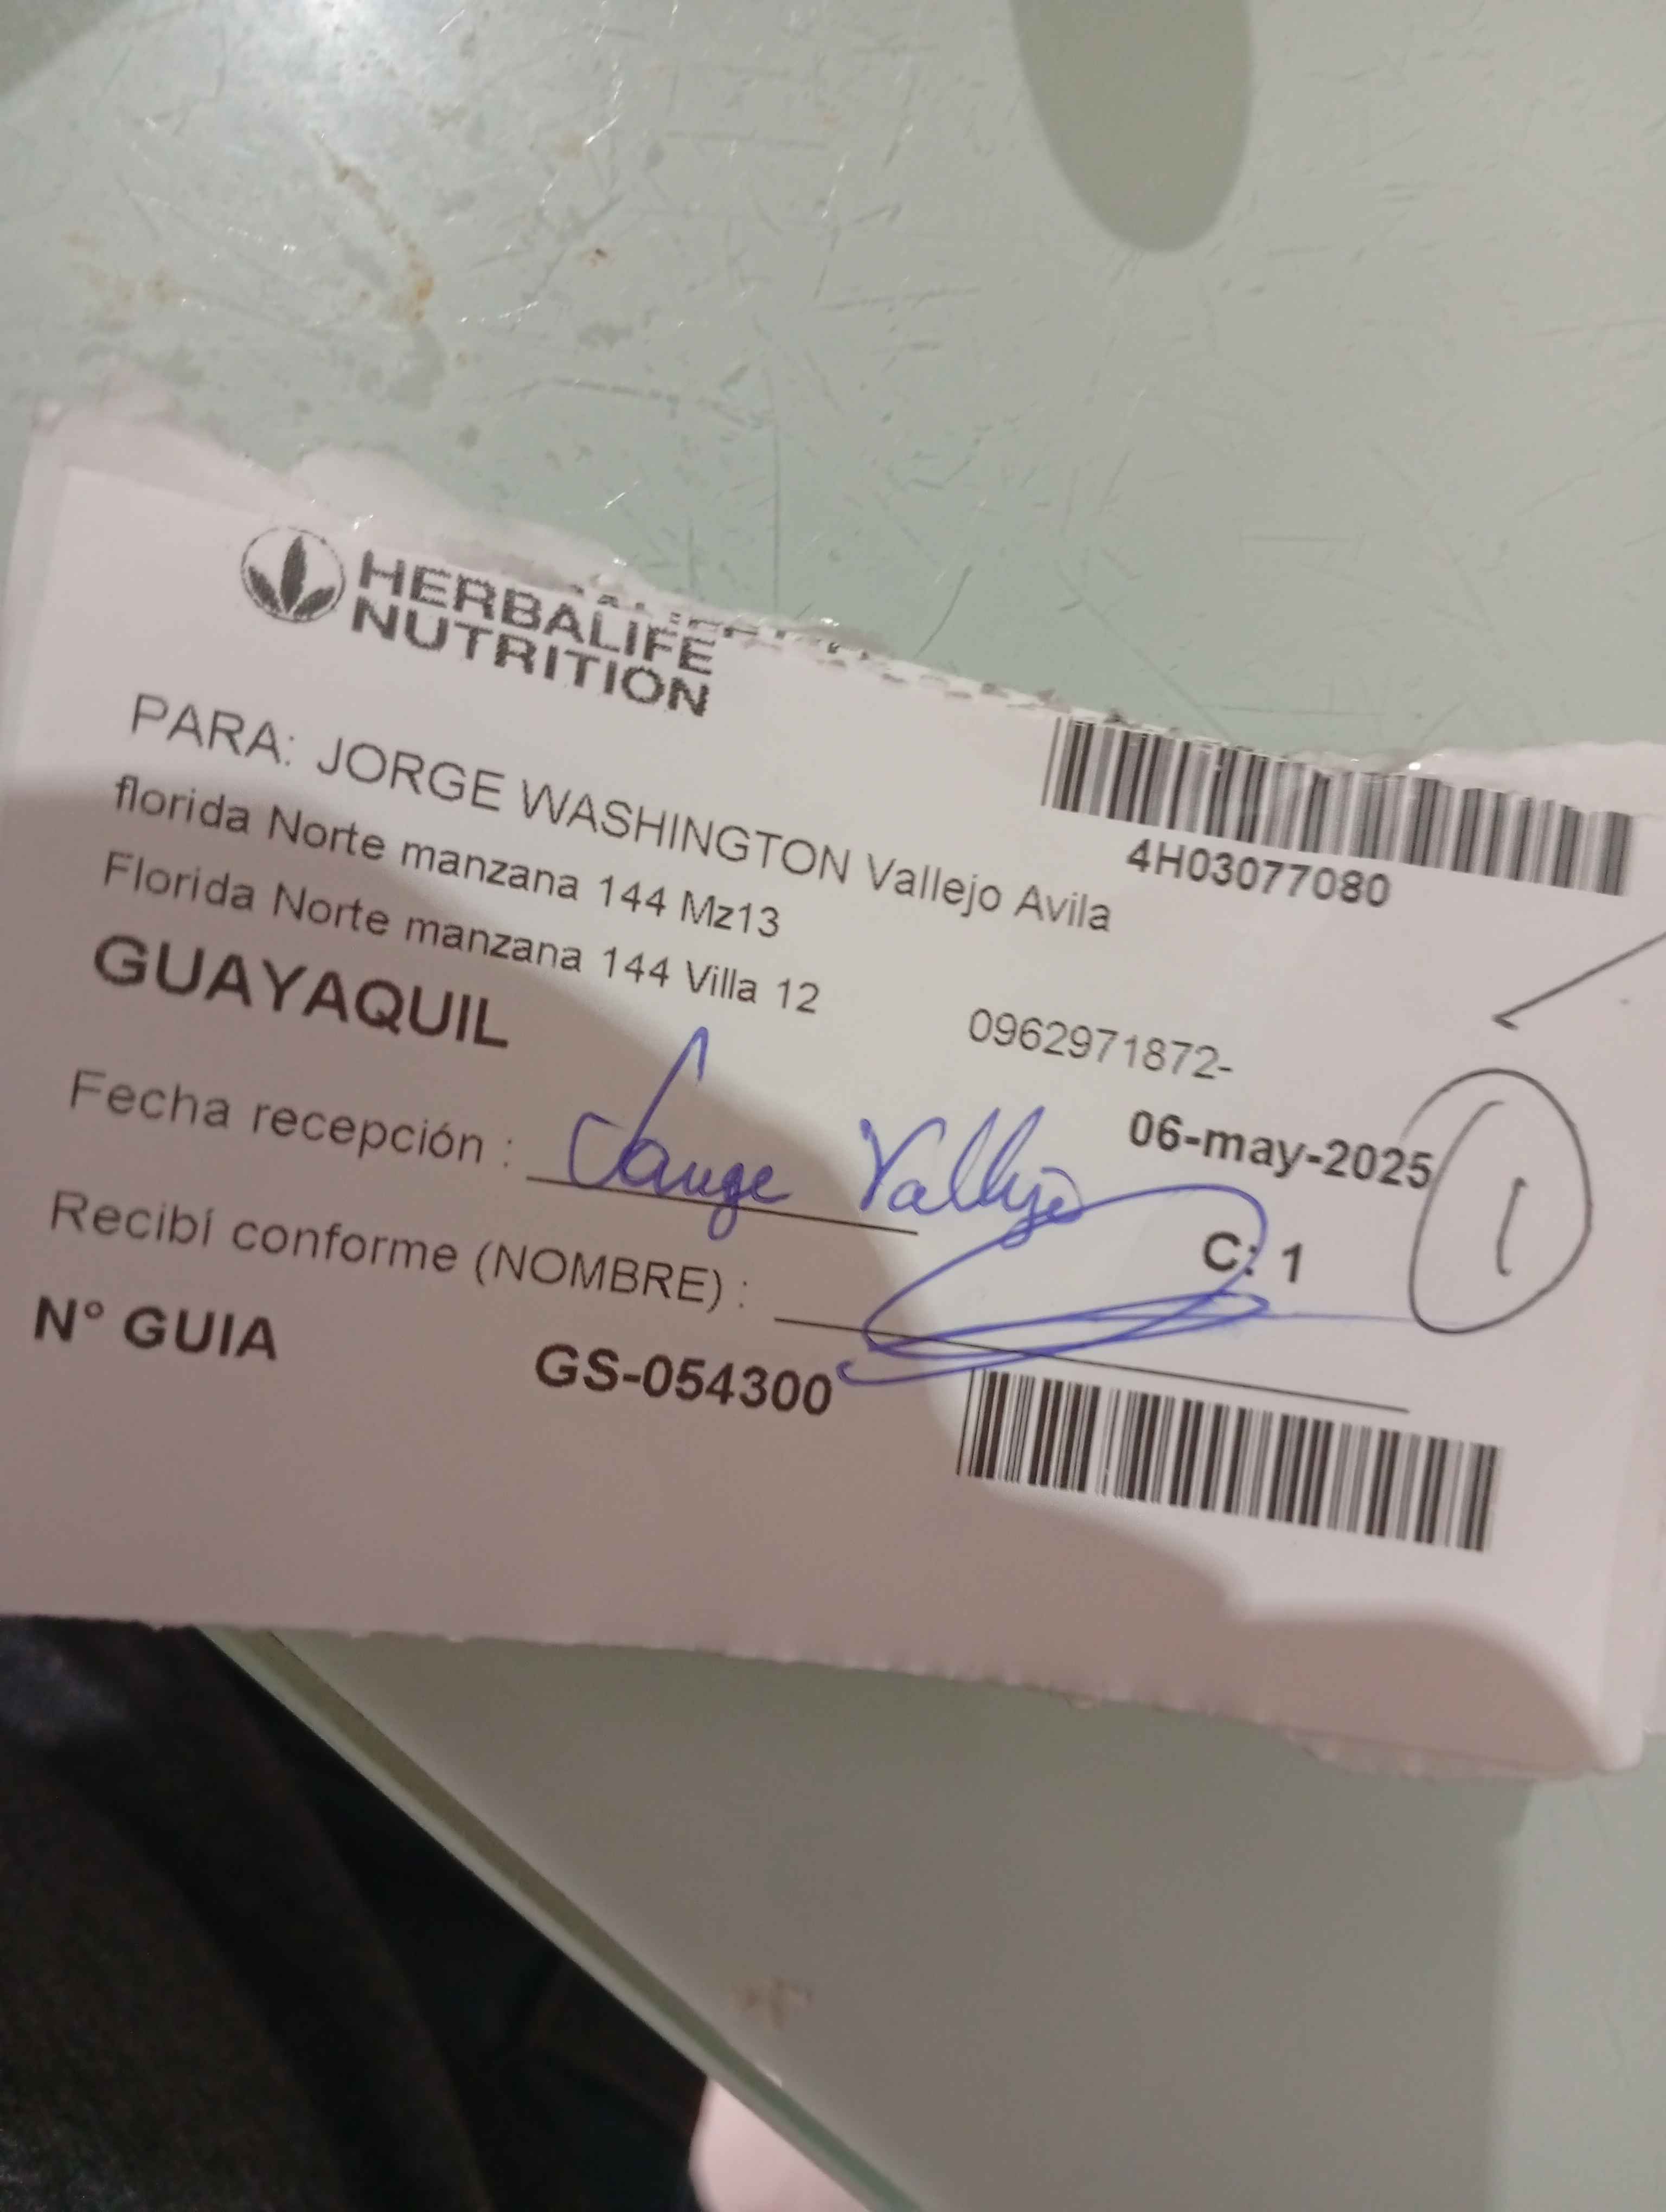 HERBALIFE
NUTRITION
4H03077080
PARA: JORGE WASHINGTON Vallejo Avila
florida Norte manzana 144 Mz13
Florida Norte manzana 144 Villa 12
GUAYAQUIL
0962971872-
06-may-2025
Fecha recepción : Jorge Vallejo
C: 1
1
Recibí conforme (NOMBRE) :
N° GUIA GS-054300